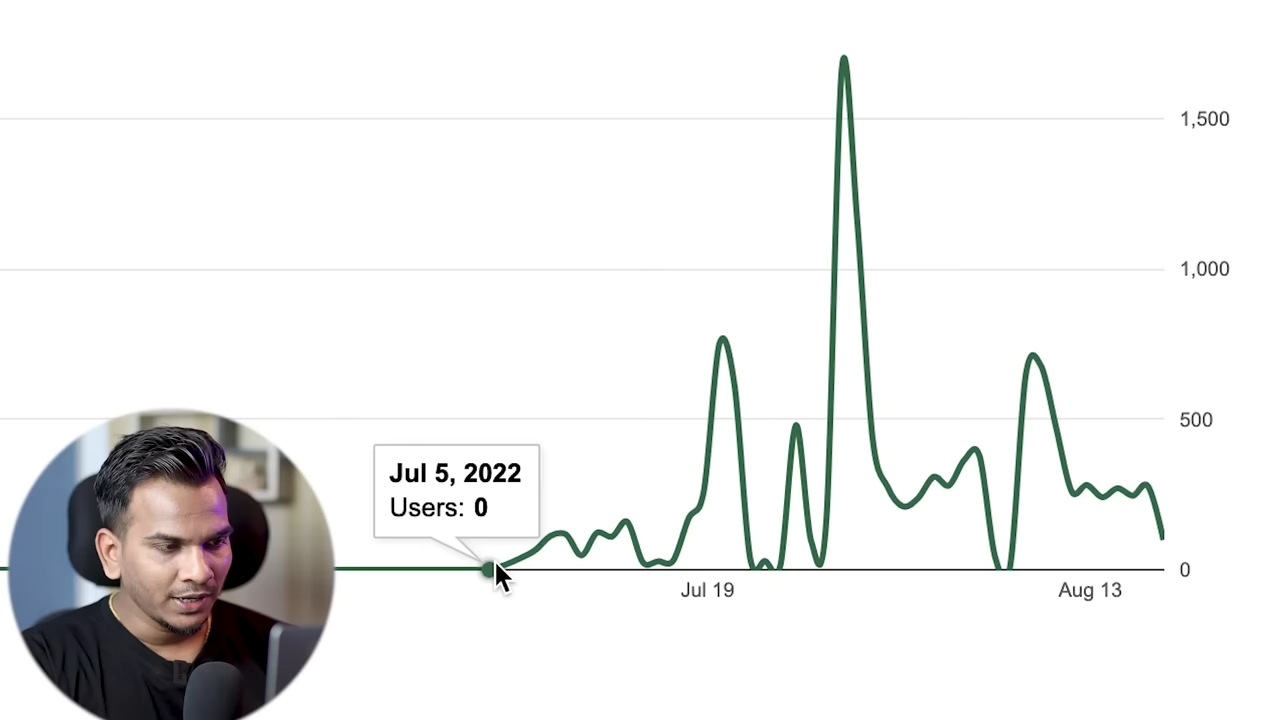 1,500
1,000
500
Jul 5, 2022
Users: 0
0
Jul 19
Aug 13